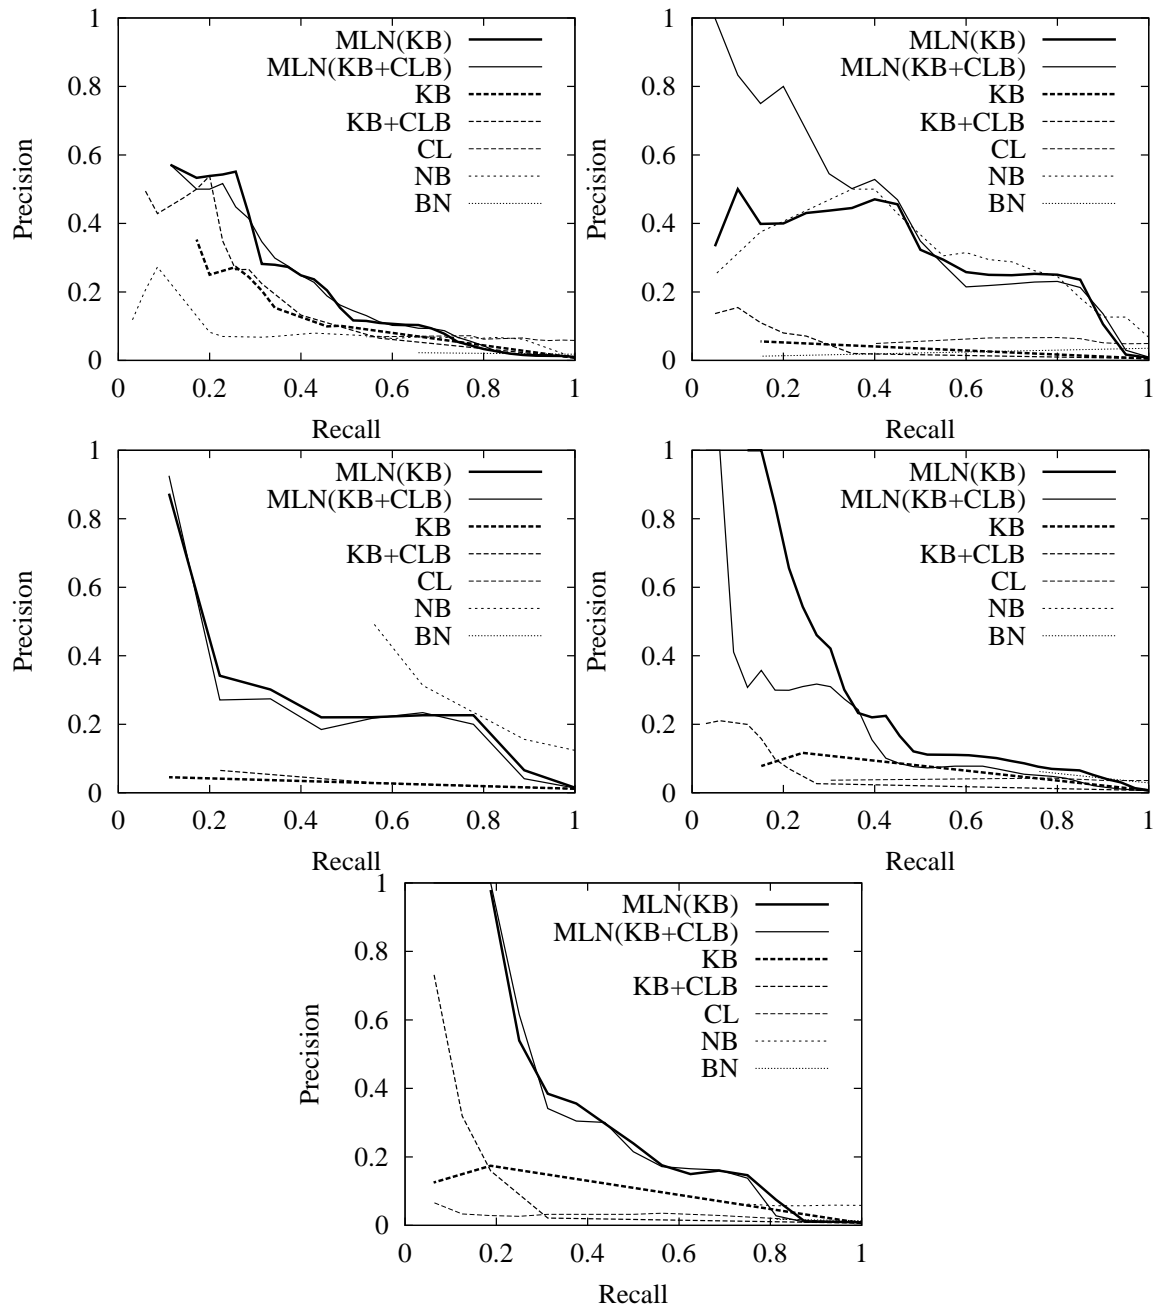 1
0.8
0.6
0.4
0.2
0
0 0.2 0.4 0.6 0.8 1
Precision
Recall
MLN(KB)
MLN(KB+CLB)
KB
KB+CLB
CL
NB
BN
1
0.8
0.6
0.4
0.2
0
0 0.2 0.4 0.6 0.8 1
Precision
Recall
MLN(KB)
MLN(KB+CLB)
KB
KB+CLB
CL
NB
BN
1
0.8
0.6
0.4
0.2
0
0 0.2 0.4 0.6 0.8 1
Precision
Recall
MLN(KB)
MLN(KB+CLB)
KB
KB+CLB
CL
NB
BN
1
0.8
0.6
0.4
0.2
0
0 0.2 0.4 0.6 0.8 1
Precision
Recall
MLN(KB)
MLN(KB+CLB)
KB
KB+CLB
CL
NB
BN
1
0.8
0.6
0.4
0.2
0
0 0.2 0.4 0.6 0.8 1
Precision
Recall
MLN(KB)
MLN(KB+CLB)
KB
KB+CLB
CL
NB
BN